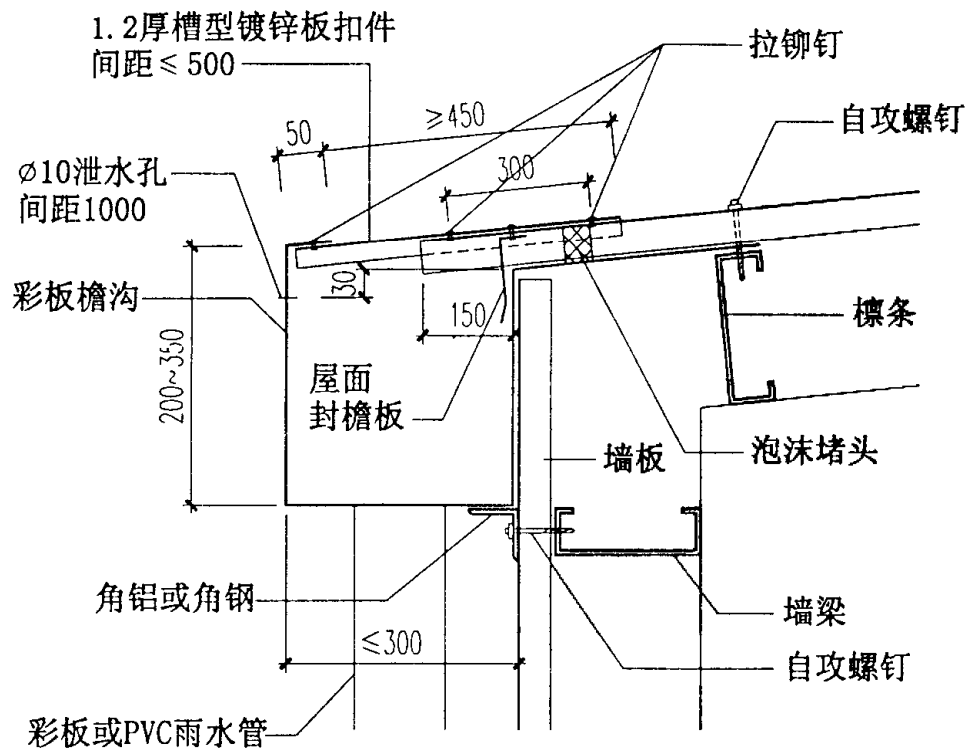 1.2厚槽型镀锌板扣件
间距≤500
拉铆钉
50
≥450
自攻螺钉
300
∅10泄水孔
间距1000
30
彩板檐沟
檩条
150
200~350
屋面
封檐板
墙板
泡沫堵头
角铝或角钢
墙梁
≤300
自攻螺钉
彩板或PVC雨水管